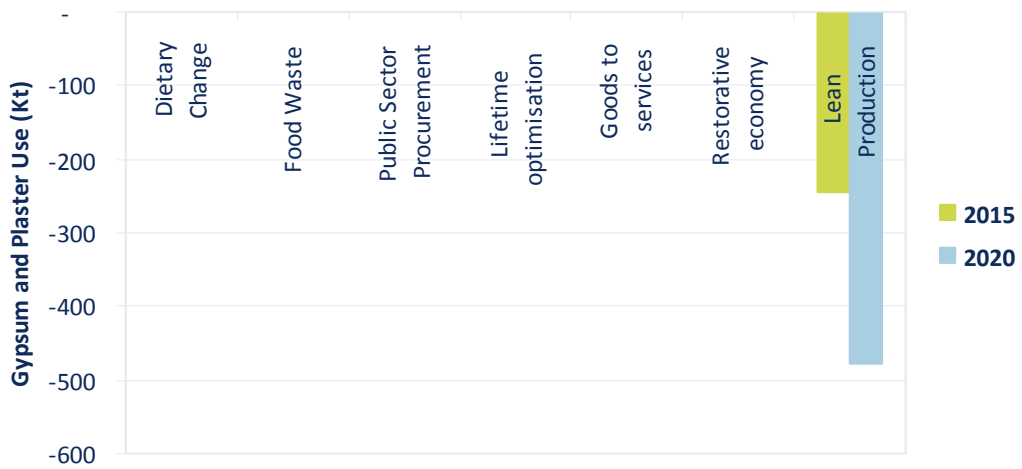 Gypsum and Plaster Use (Kt)
-
-100
-200
-300
-400
-500
-600
Dietary
Change
Food Waste
Public Sector
Procurement
Lifetime
optimisation
Goods to
services
Restorative
economy
Lean
Production
2015
2020